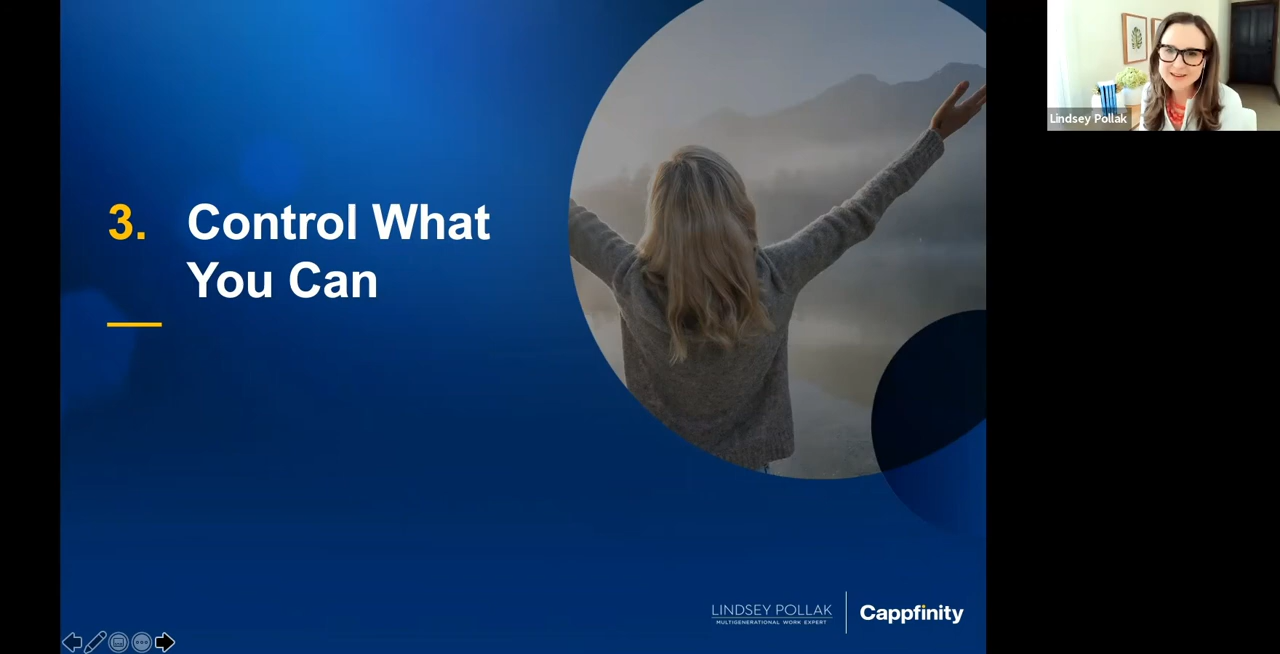 3. Control What
You Can
LINDSEY POLLAK
MULTIGENERATIONAL WORK EXPERT
Cappfinity
Lindsey Pollak